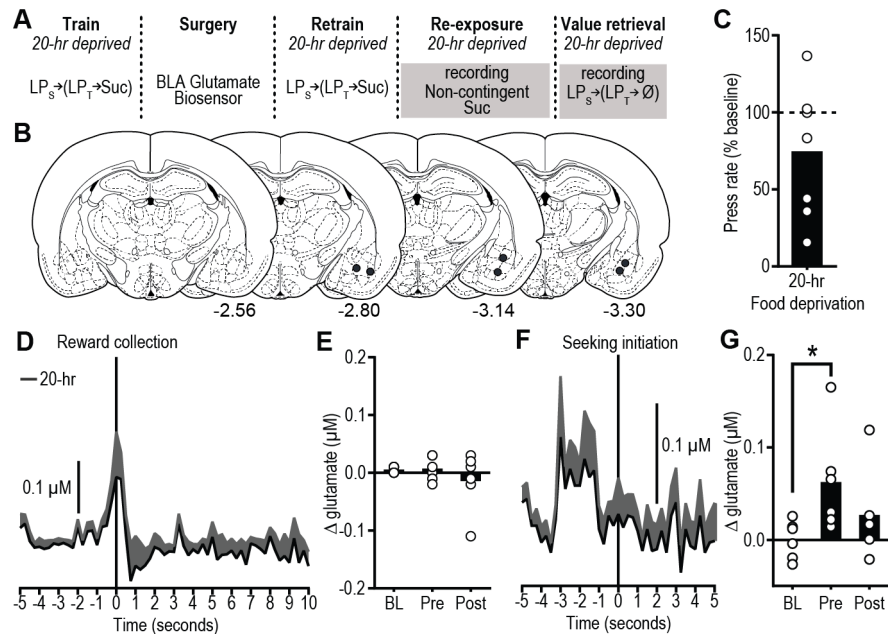 A
Train
20-hr deprived
LPS→(LPT→Suc)
Surgery
BLA Glutamate
Biosensor
Retrain
20-hr deprived
LPS→(LPT→Suc)
Re-exposure
20-hr deprived
recording
Non-contingent
Suc
Value retrieval
20-hr deprived
recording
LPS→(LPT→Ø)
B
-2.56
-2.80
-3.14
-3.30
C
Press rate (% baseline)
150
100
50
0
20-hr
Food deprivation
D
Reward collection
20-hr
0.1 µM
-5 -4 -3 -2 -1 0 1 2 3 4 5 6 7 8 9 10
Time (seconds)
E
Δ glutamate (µM)
0.2
0.1
0.0
-0.1
-0.2
BL Pre Post
F
Seeking initiation
0.1 µM
-5 -4 -3 -2 -1 0 1 2 3 4 5
Time (seconds)
G
Δ glutamate (µM)
0.2
*
0.1
0.0
BL Pre Post